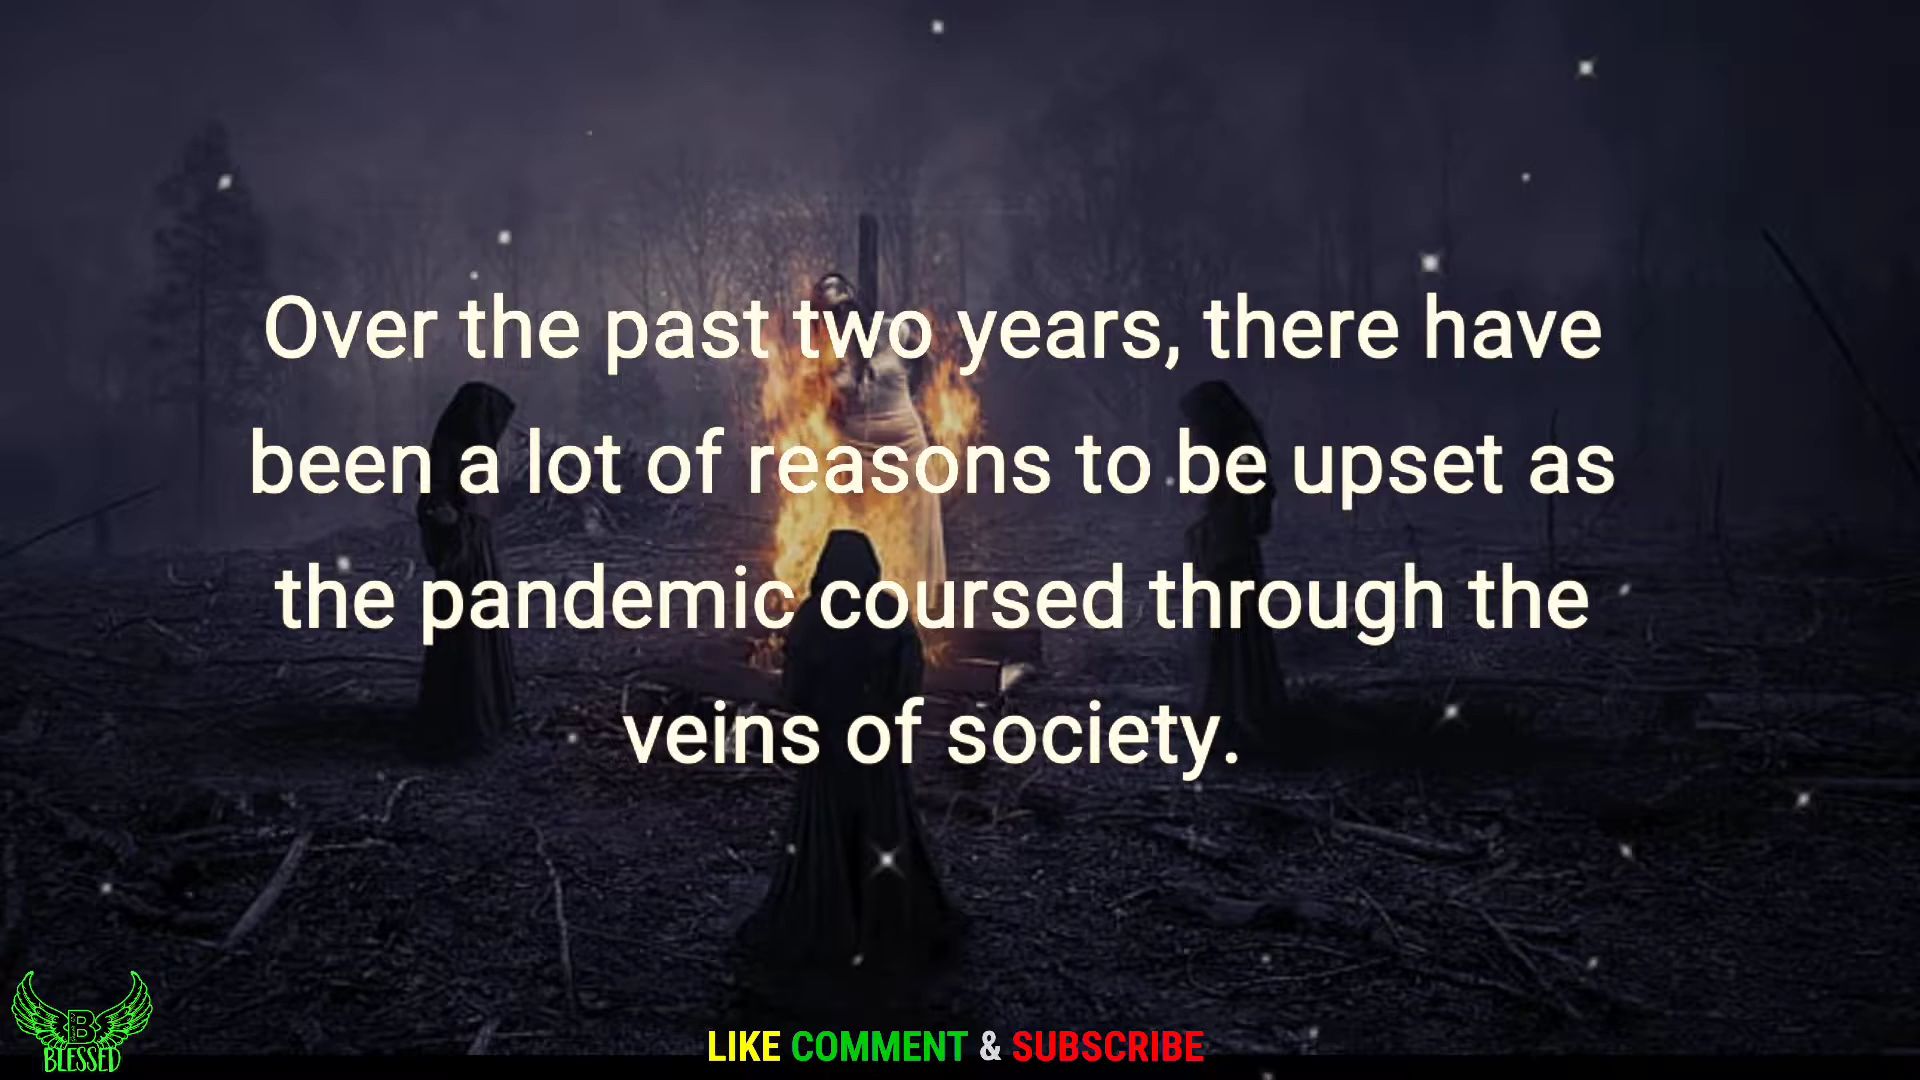 Over the past two years, there have
been a lot of reasons to be upset as
the pandemic coursed through the
veins of society.
B
BLESSED
LIKE COMMENT & SUBSCRIBE